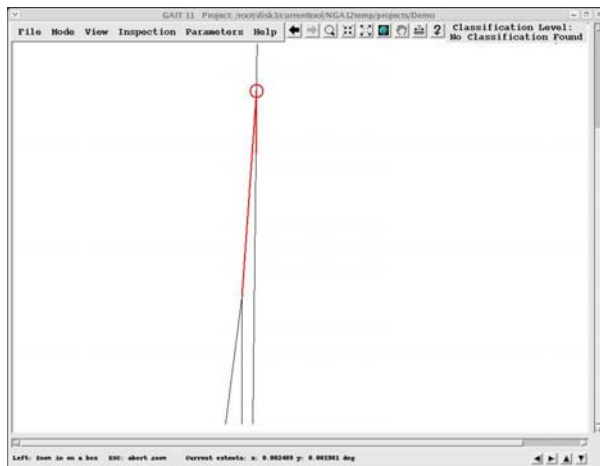 GAIT 11 Project: /root/disk3/currenttool/NGA12temp/projects/Demo
File Mode View Inspection Parameters Help ? Classification Level:
No Classification Found
Left: Zoom in on a box ESC: abort zoom Current extents: x: 0.002489 y: 0.001981 deg